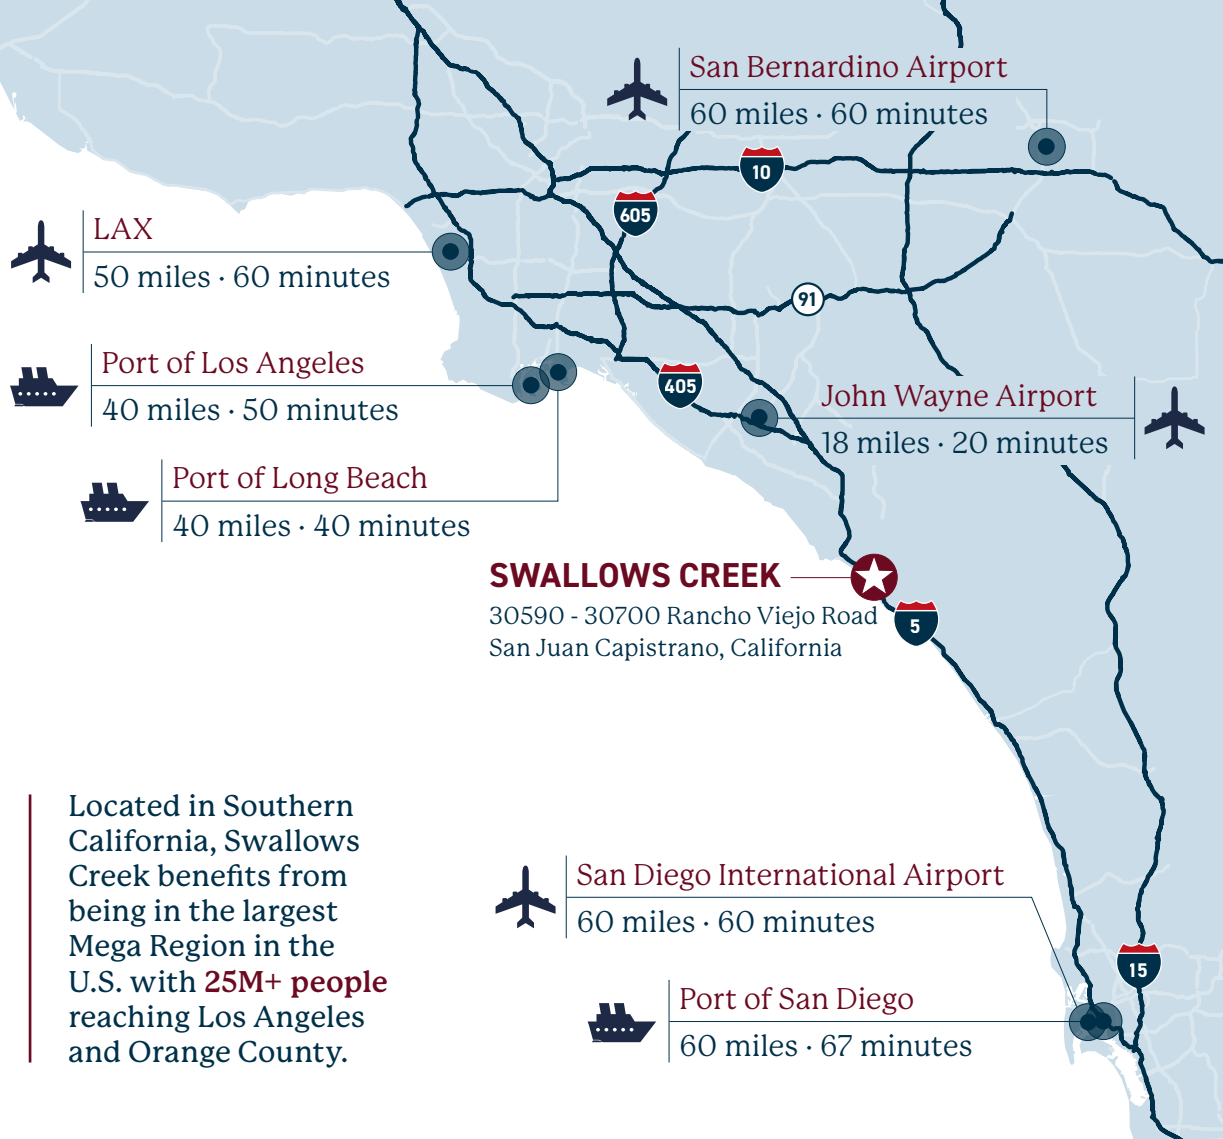 San Bernardino Airport
60 miles · 60 minutes
10
605
LAX
50 miles · 60 minutes
91
Port of Los Angeles
40 miles · 50 minutes
405
John Wayne Airport
18 miles · 20 minutes
Port of Long Beach
40 miles · 40 minutes
SWALLOWS CREEK
30590 - 30700 Rancho Viejo Road
San Juan Capistrano, California
5
Located in Southern
California, Swallows
Creek benefits from
being in the largest
Mega Region in the
U.S. with 25M+ people
reaching Los Angeles
and Orange County.
San Diego International Airport
60 miles · 60 minutes
15
Port of San Diego
60 miles · 67 minutes